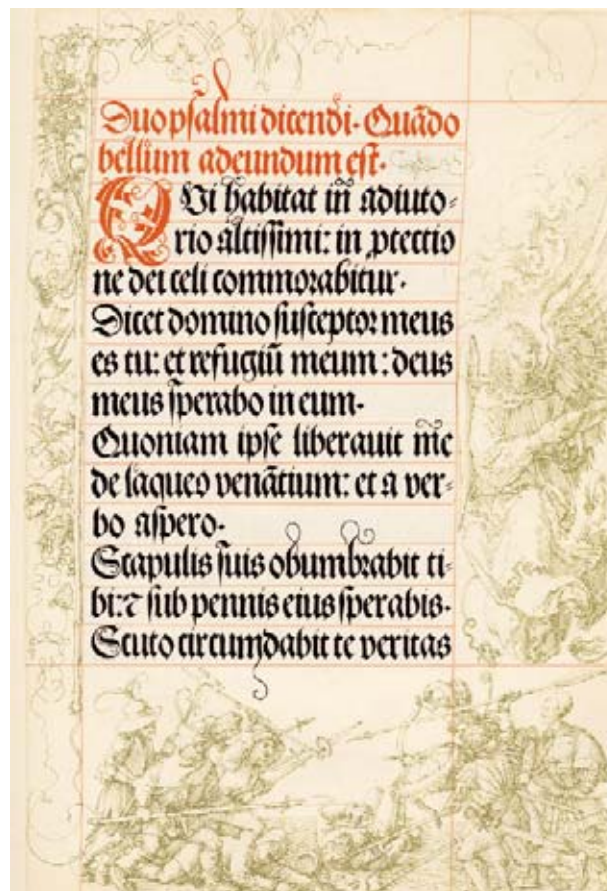 Duo psalmi dicendi. Quãdo
bellum adeundum est.
QVi habitat iñ adiuto⸗
rio altissimi: in ꝓtectio
ne dei celi commorabitur.
Dicet domino susceptor meus
es tu: et refugiũ meum: deus
meus sperabo in eum.
Quoniam ipse liberauit me
de laqueo venãtium: et a ver⸗
bo aspero.
Scapulis suis obumbrabit ti⸗
bi: ⁊ sub pennis eius sperabis.
Scuto circumdabit te veritas